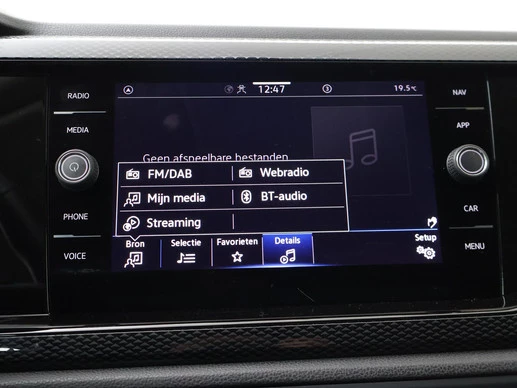 RADIO
MEDIA
PHONE
VOICE
12:47
3
19.5°C
Geen afspeelbare bestanden
FM/DAB
Webradio
Mijn media
BT-audio
Streaming
Bron
Selectie
Favorieten
Details
Setup
NAV
APP
CAR
MENU